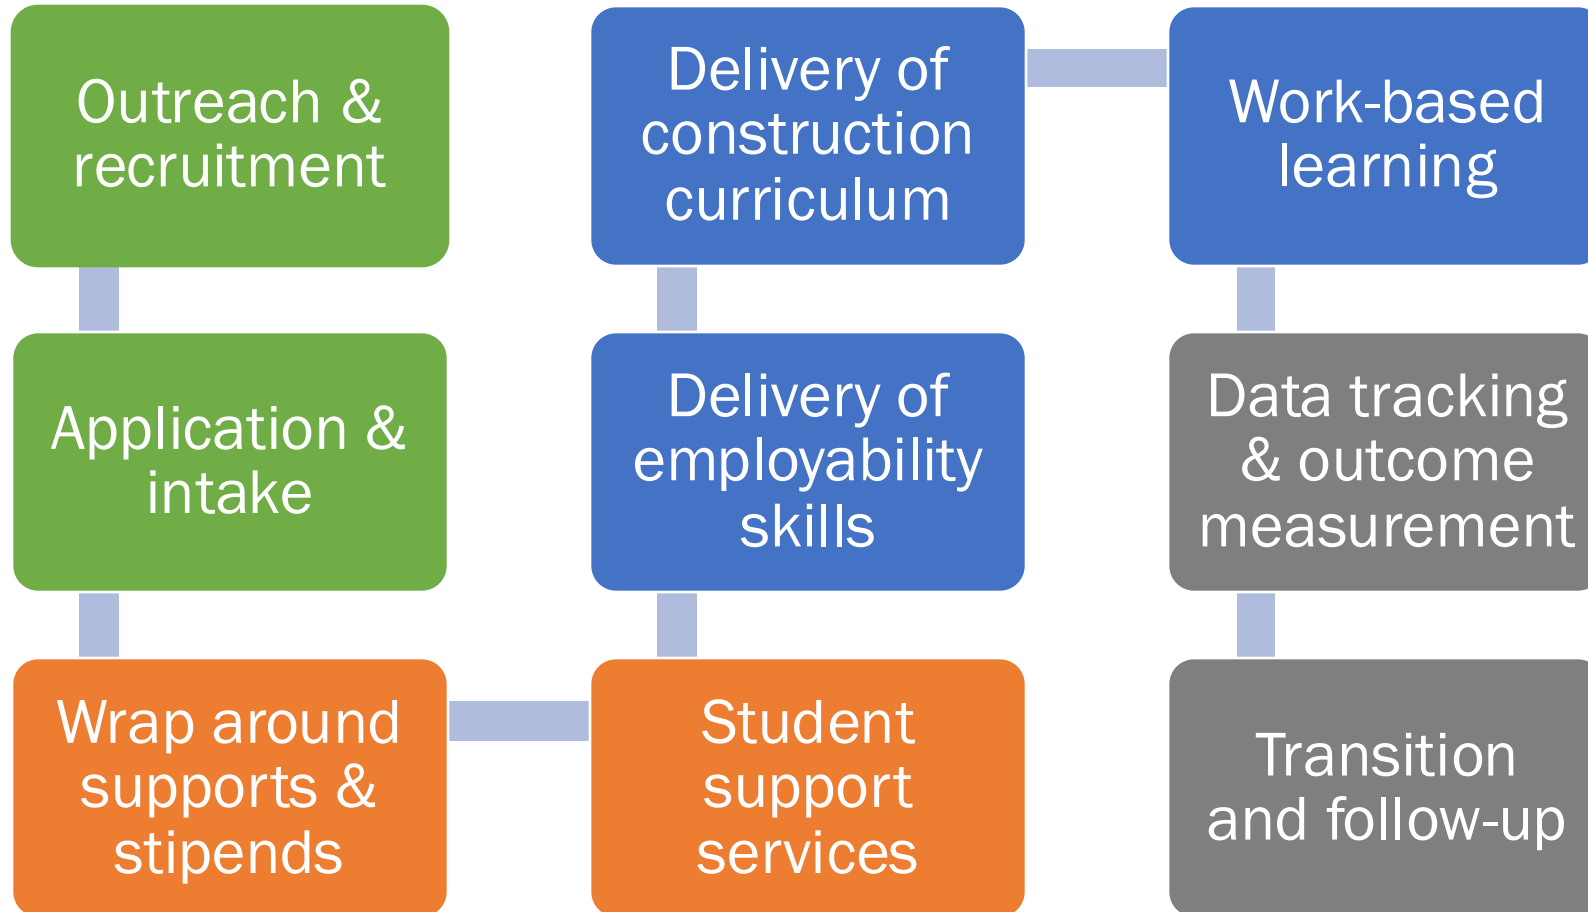 Outreach &
recruitment
Application &
intake
Wrap around
supports &
stipends
Student
support
services
Delivery of
employability
skills
Delivery of
construction
curriculum
Work-based
learning
Data tracking
& outcome
measurement
Transition
and follow-up